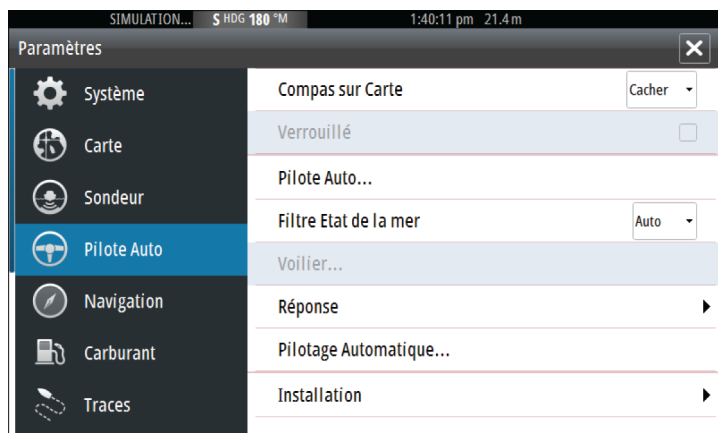 SIMULATION... S HDG 180 °M 1:40:11 pm 21.4 m
Paramètres
Système
Carte
Sondeur
Pilote Auto
Navigation
Carburant
Traces
Compas sur Carte Cacher
Verrouillé
Pilote Auto...
Filtre Etat de la mer Auto
Voilier...
Réponse
Pilotage Automatique...
Installation